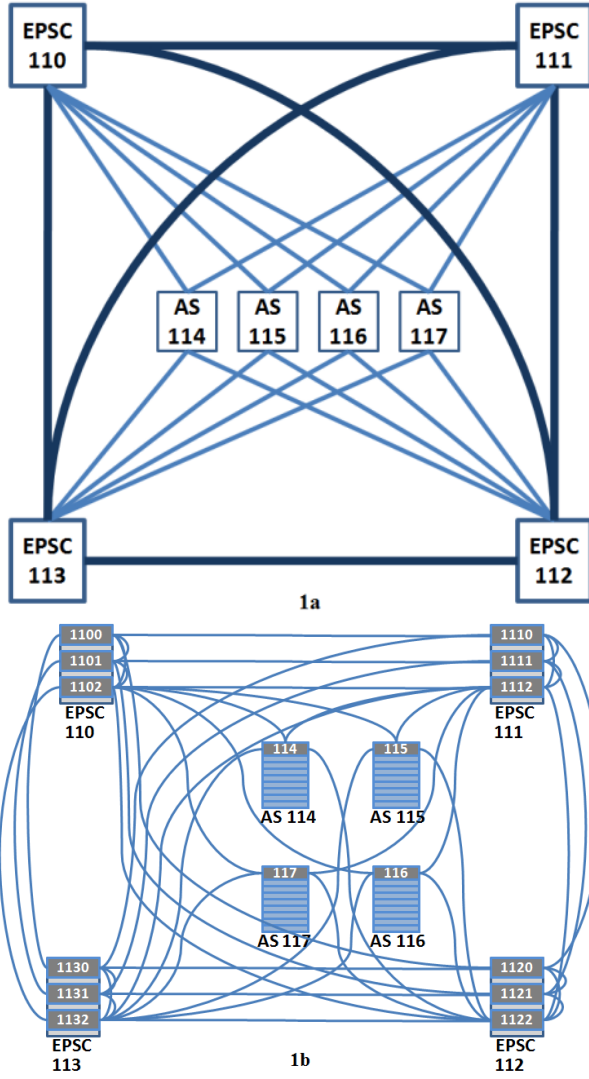 EPSC
110
EPSC
111
AS
114
AS
115
AS
116
AS
117
EPSC
113
EPSC
112
1a
1100
1101
1102
EPSC
110
1110
1111
1112
EPSC
111
114
AS 114
115
AS 115
117
AS 117
116
AS 116
1130
1131
1132
EPSC
113
1120
1121
1122
EPSC
112
1b